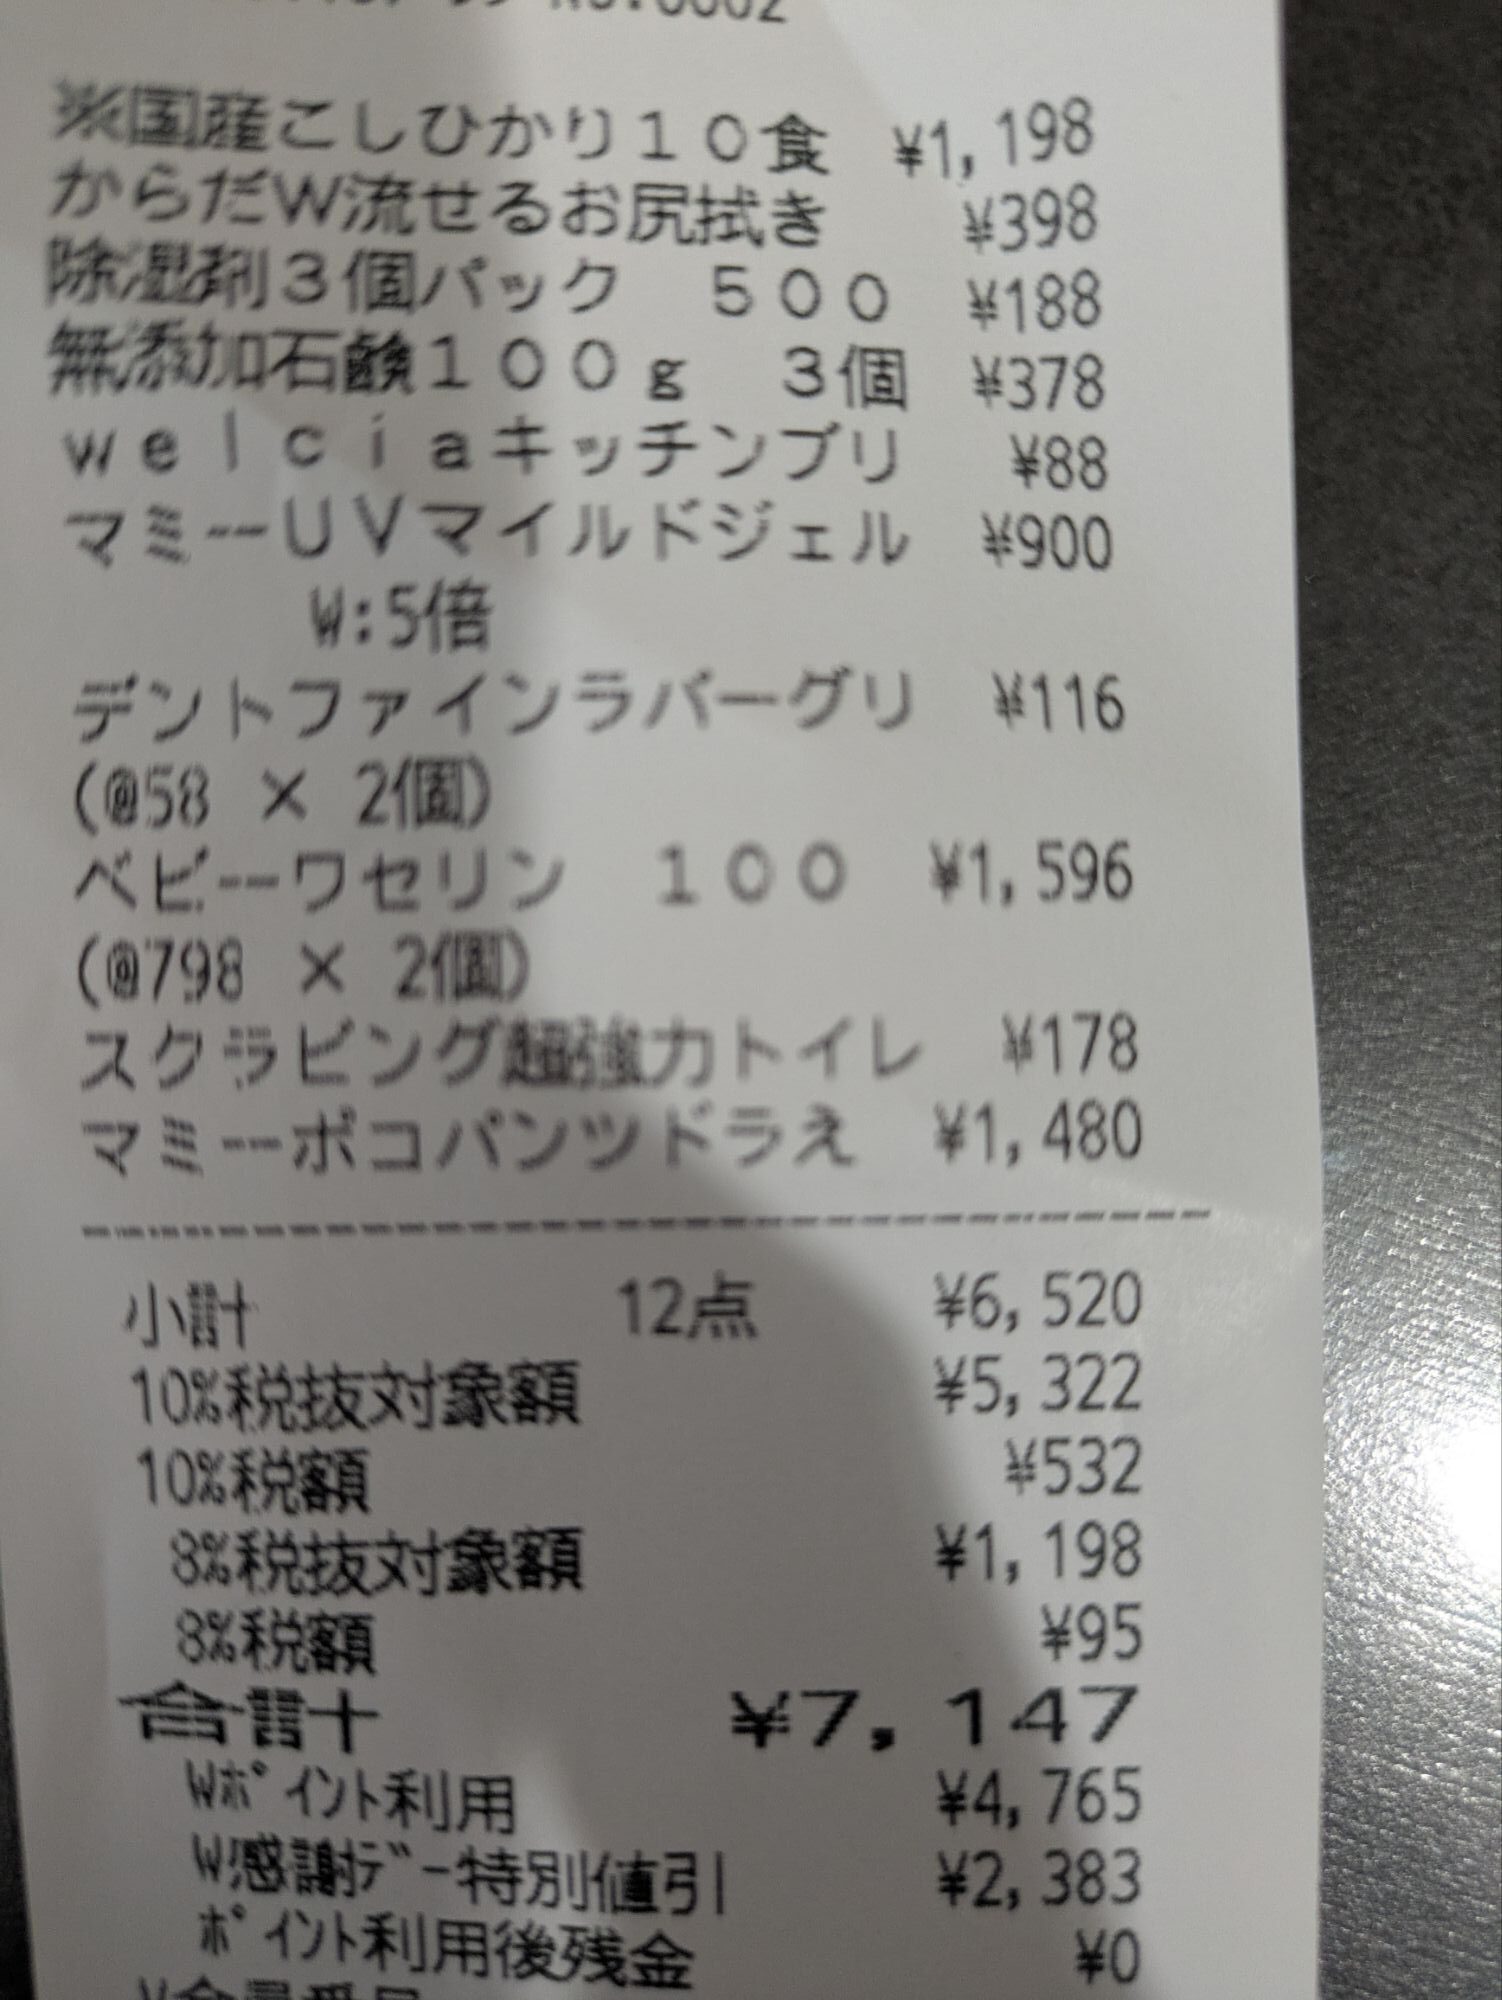 ※国産こしひかり10食 ¥1,198
からだW流せるお尻拭き ¥398
除湿剤3個パック 500 ¥188
無添加石鹸100g 3個 ¥378
welciaキッチンブリ ¥88
マミーUVマイルドジェル ¥900
W:5倍
デントファインラバーグリ ¥116
(@58 × 2個)
ベビーワセリン 100 ¥1,596
(@798 × 2個)
スクラビング超強力トイレ ¥178
マミーポコパンツドラえ ¥1,480
小計 12点 ¥6,520
10%税抜対象額 ¥5,322
10%税額 ¥532
8%税抜対象額 ¥1,198
8%税額 ¥95
合計 ¥7,147
Wポイント利用 ¥4,765
W感謝デー特別値引 ¥2,383
ポイント利用後残金 ¥0